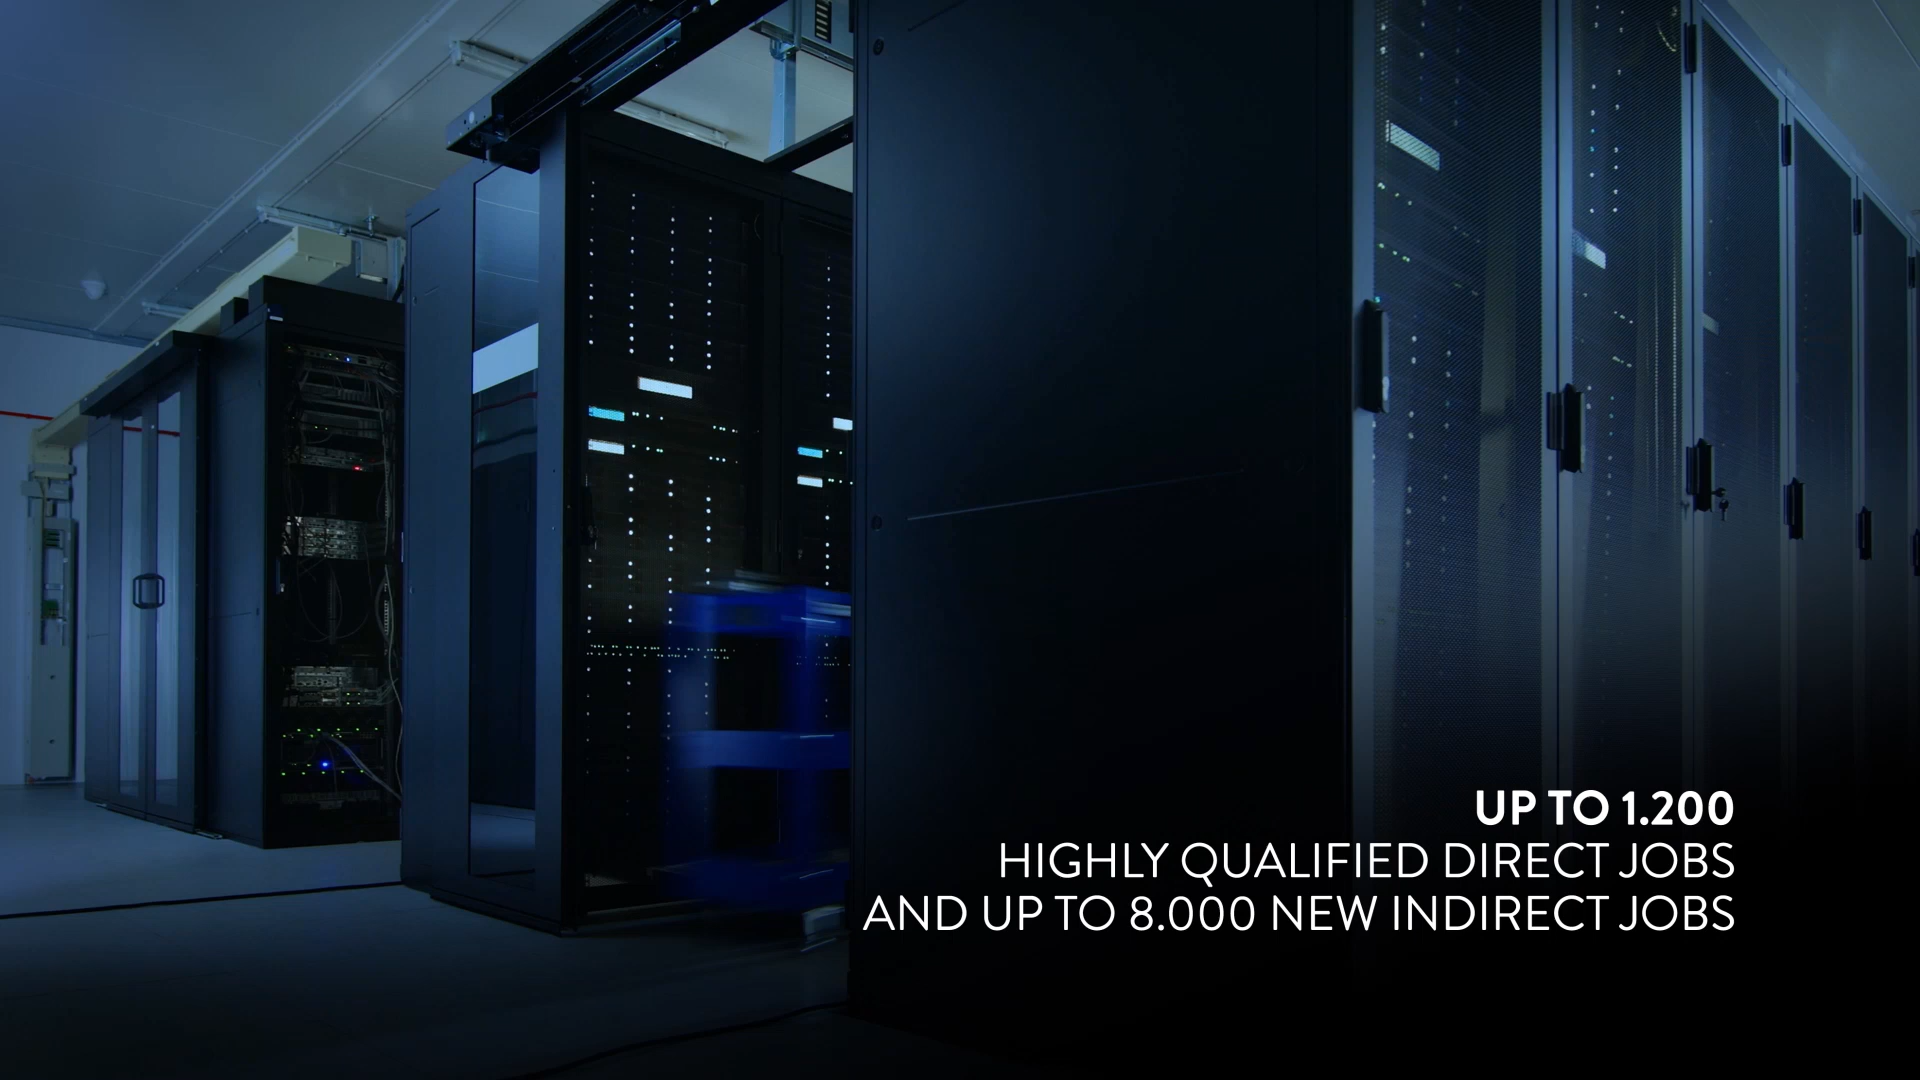 UP TO 1.200
HIGHLY QUALIFIED DIRECT JOBS
AND UP TO 8.000 NEW INDIRECT JOBS